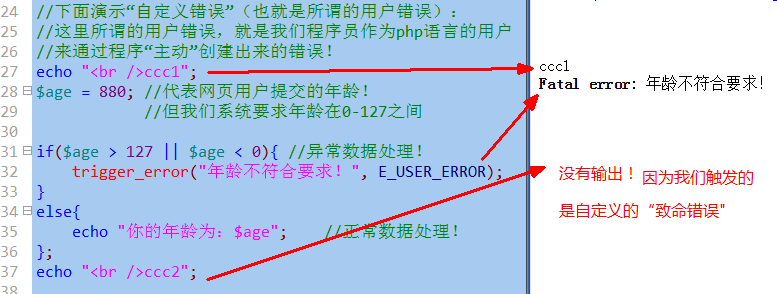 24 //下面演示“自定义错误”（也就是所谓的用户错误）：
25 //这里所谓的用户错误，就是我们程序员作为php语言的用户
26 //来通过程序“主动”创建出来的错误！
27 echo "<br />ccc1";
28 $age = 880; //代表网页用户提交的年龄！
29 //但我们系统要求年龄在0-127之间
30
31 if($age > 127 || $age < 0){ //异常数据处理！
32 trigger_error("年龄不符合要求！", E_USER_ERROR);
33 }
34 else{
35 echo "你的年龄为：$age"; //正常数据处理！
36 };
37 echo "<br />ccc2";
38
ccc1
Fatal error: 年龄不符合要求！
没有输出！因为我们触发的
是自定义的“致命错误"